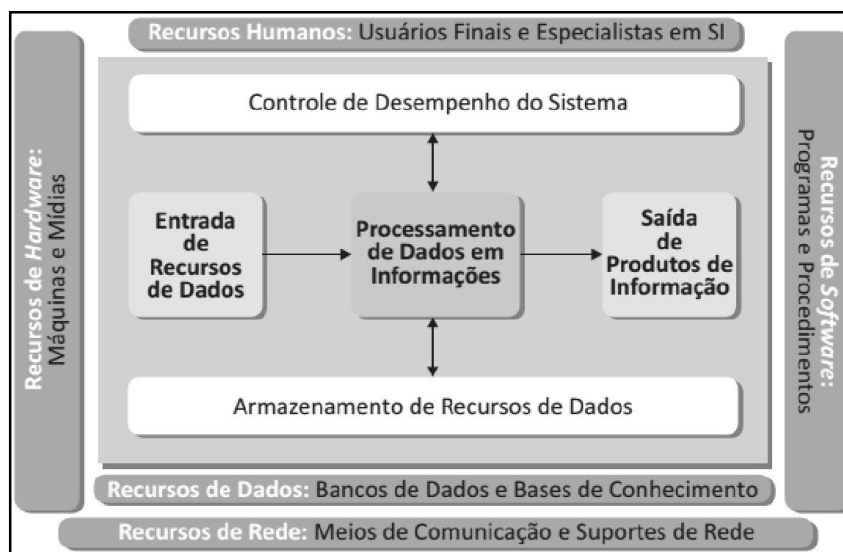 Recursos Humanos: Usuários Finais e Especialistas em SI
Recursos de Hardware:
Máquinas e Mídias
Controle de Desempenho do Sistema
Entrada
de
Recursos
de Dados
Processamento
de Dados em
Informações
Saída
de
Produtos de
Informação
Armazenamento de Recursos de Dados
Recursos de Software:
Programas e Procedimentos
Recursos de Dados: Bancos de Dados e Bases de Conhecimento
Recursos de Rede: Meios de Comunicação e Suportes de Rede